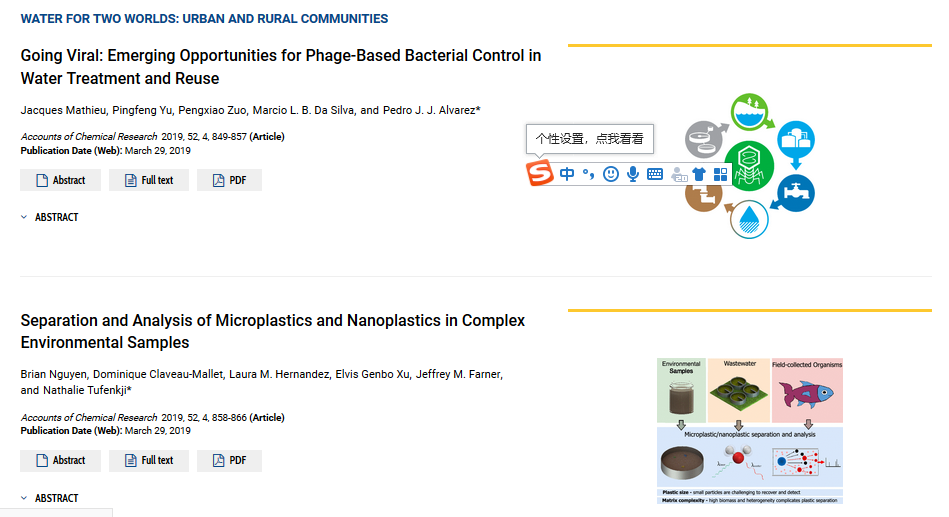 WATER FOR TWO WORLDS: URBAN AND RURAL COMMUNITIES
Going Viral: Emerging Opportunities for Phage-Based Bacterial Control in
Water Treatment and Reuse
Jacques Mathieu, Pingfeng Yu, Pengxiao Zuo, Marcio L. B. Da Silva, and Pedro J. J. Alvarez*
Accounts of Chemical Research 2019, 52, 4, 849-857 (Article)
Publication Date (Web): March 29, 2019
Abstract
Full text
PDF
ABSTRACT
个性设置，点我看看
S 中 °，
Separation and Analysis of Microplastics and Nanoplastics in Complex
Environmental Samples
Brian Nguyen, Dominique Claveau-Mallet, Laura M. Hernandez, Elvis Genbo Xu, Jeffrey M. Farner,
and Nathalie Tufenkji*
Accounts of Chemical Research 2019, 52, 4, 858-866 (Article)
Publication Date (Web): March 29, 2019
Abstract
Full text
PDF
ABSTRACT
Environmental
Samples
Wastewater
Field-collected Organisms
Microplastic/nanoplastic separation and analysis
Plastic size - small particles are challenging to recover and detect
Matrix complexity - high biomass and heterogeneity complicates plastic separation